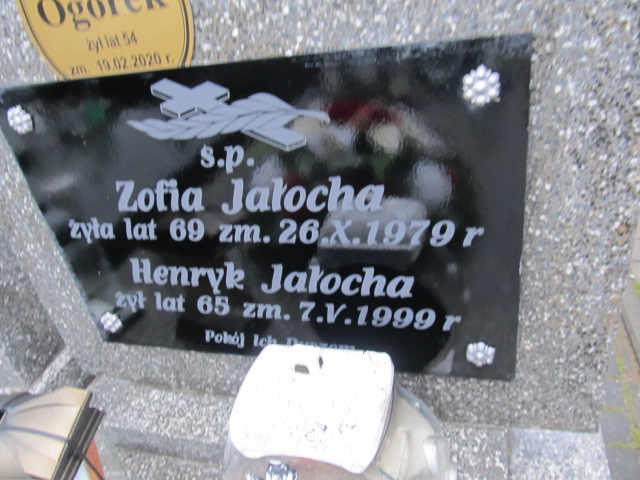 Ogórek
żył lat 54
zm. 19.02.2020 r.
ś.p.
Zofia Jałocha
żyła lat 69 zm. 26.X.1979 r
Henryk Jałocha
żył lat 65 zm. 7.V.1999 r
Pokój Ich Duszom